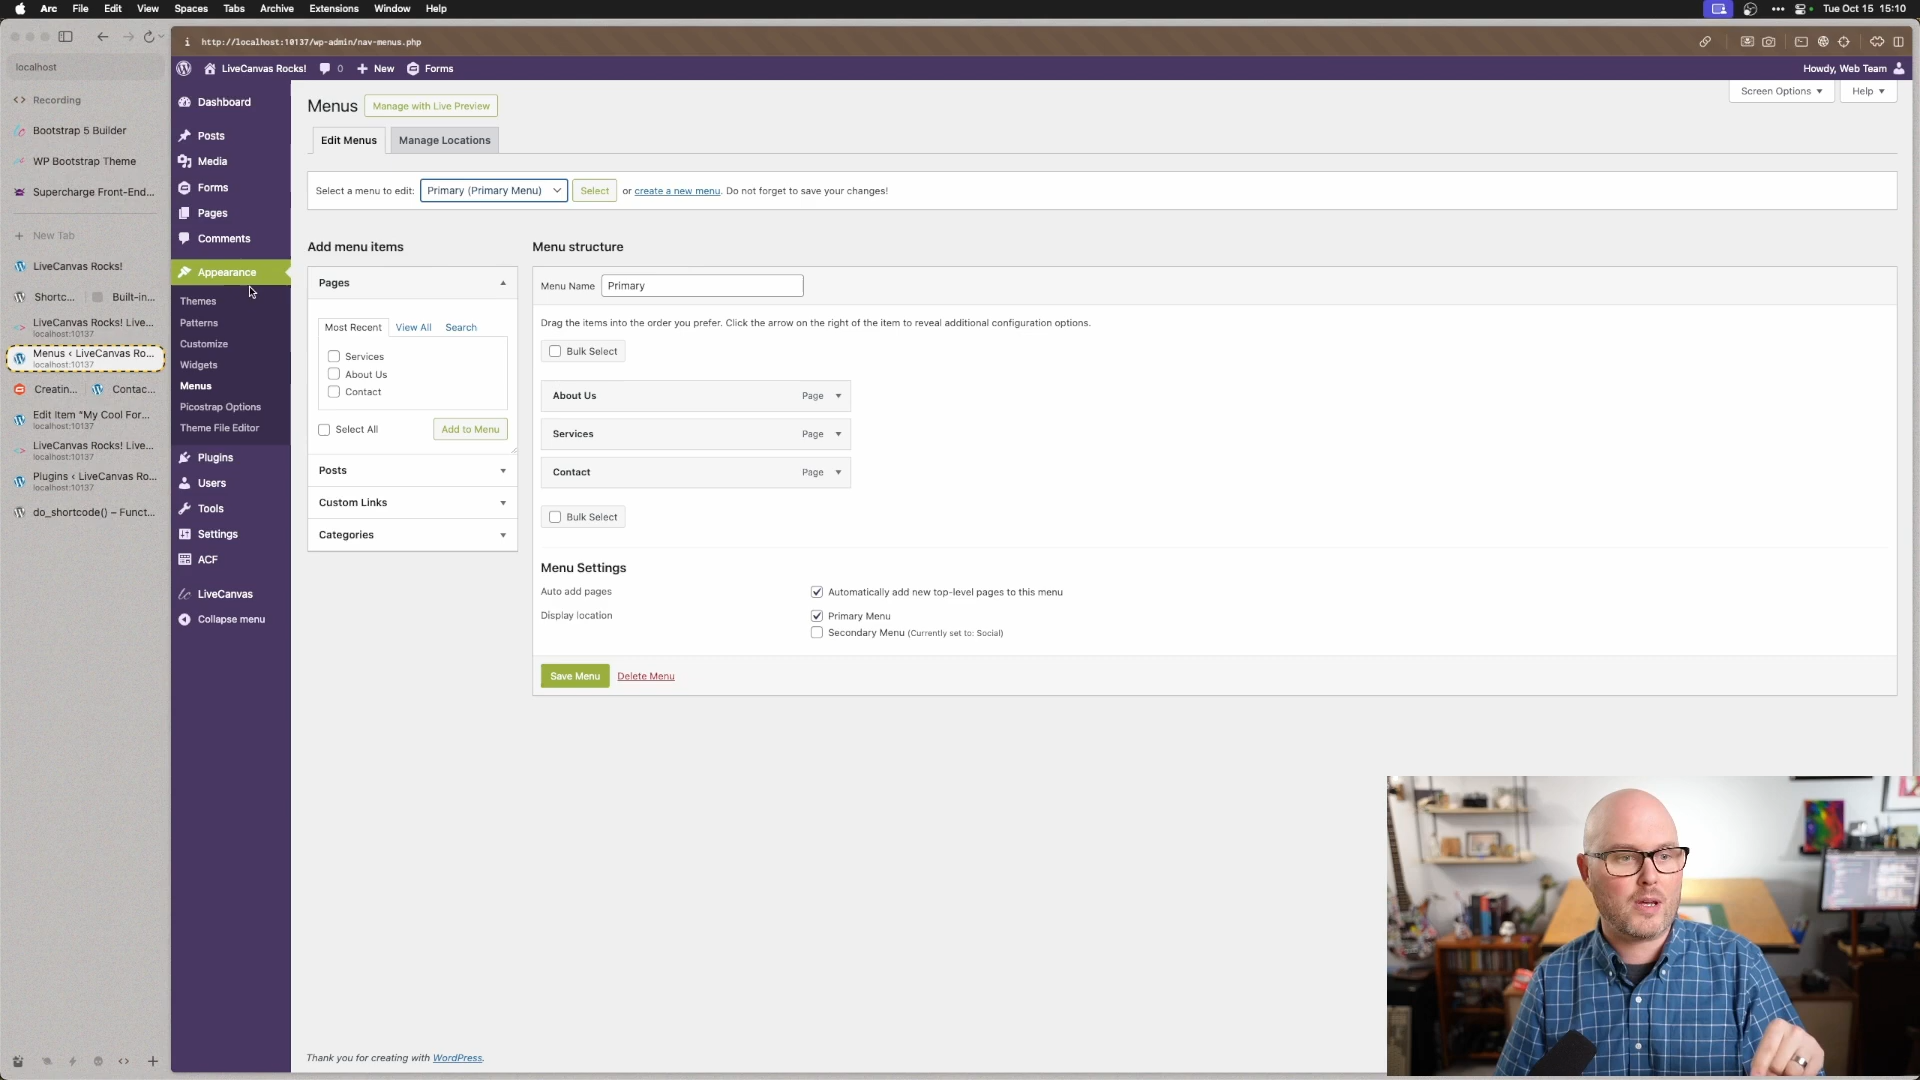 Arc File Edit View Spaces Tabs Archive Extensions Window Help
Tue Oct 15 15:10
http://localhost:10137/wp-admin/nav-menus.php
localhost
Recording
Bootstrap 5 Builder
WP Bootstrap Theme
Supercharge Front-End...
New Tab
LiveCanvas Rocks!
Shortc...
Built-in...
LiveCanvas Rocks! Live...
localhost:10137
Menus ‹ LiveCanvas Ro...
localhost:10137
Creatin...
Contac...
Edit Item “My Cool For...
localhost:10137
LiveCanvas Rocks! Live...
localhost:10137
Plugins ‹ LiveCanvas Ro...
localhost:10137
do_shortcode() – Funct...
LiveCanvas Rocks! 0 New Forms
Howdy, Web Team
Dashboard
Posts
Media
Forms
Pages
Comments
Appearance
Themes
Patterns
Customize
Widgets
Menus
Picostrap Options
Theme File Editor
Plugins
Users
Tools
Settings
ACF
LiveCanvas
Collapse menu
Menus
Manage with Live Preview
Screen Options
Help
Edit Menus
Manage Locations
Select a menu to edit: Primary (Primary Menu) Select or create a new menu. Do not forget to save your changes!
Add menu items
Pages
Most Recent View All Search
Services
About Us
Contact
Select All
Add to Menu
Posts
Custom Links
Categories
Menu structure
Menu Name Primary
Drag the items into the order you prefer. Click the arrow on the right of the item to reveal additional configuration options.
Bulk Select
About Us Page
Services Page
Contact Page
Bulk Select
Menu Settings
Auto add pages
Automatically add new top-level pages to this menu
Display location
Primary Menu
Secondary Menu (Currently set to: Social)
Save Menu Delete Menu
Thank you for creating with WordPress.